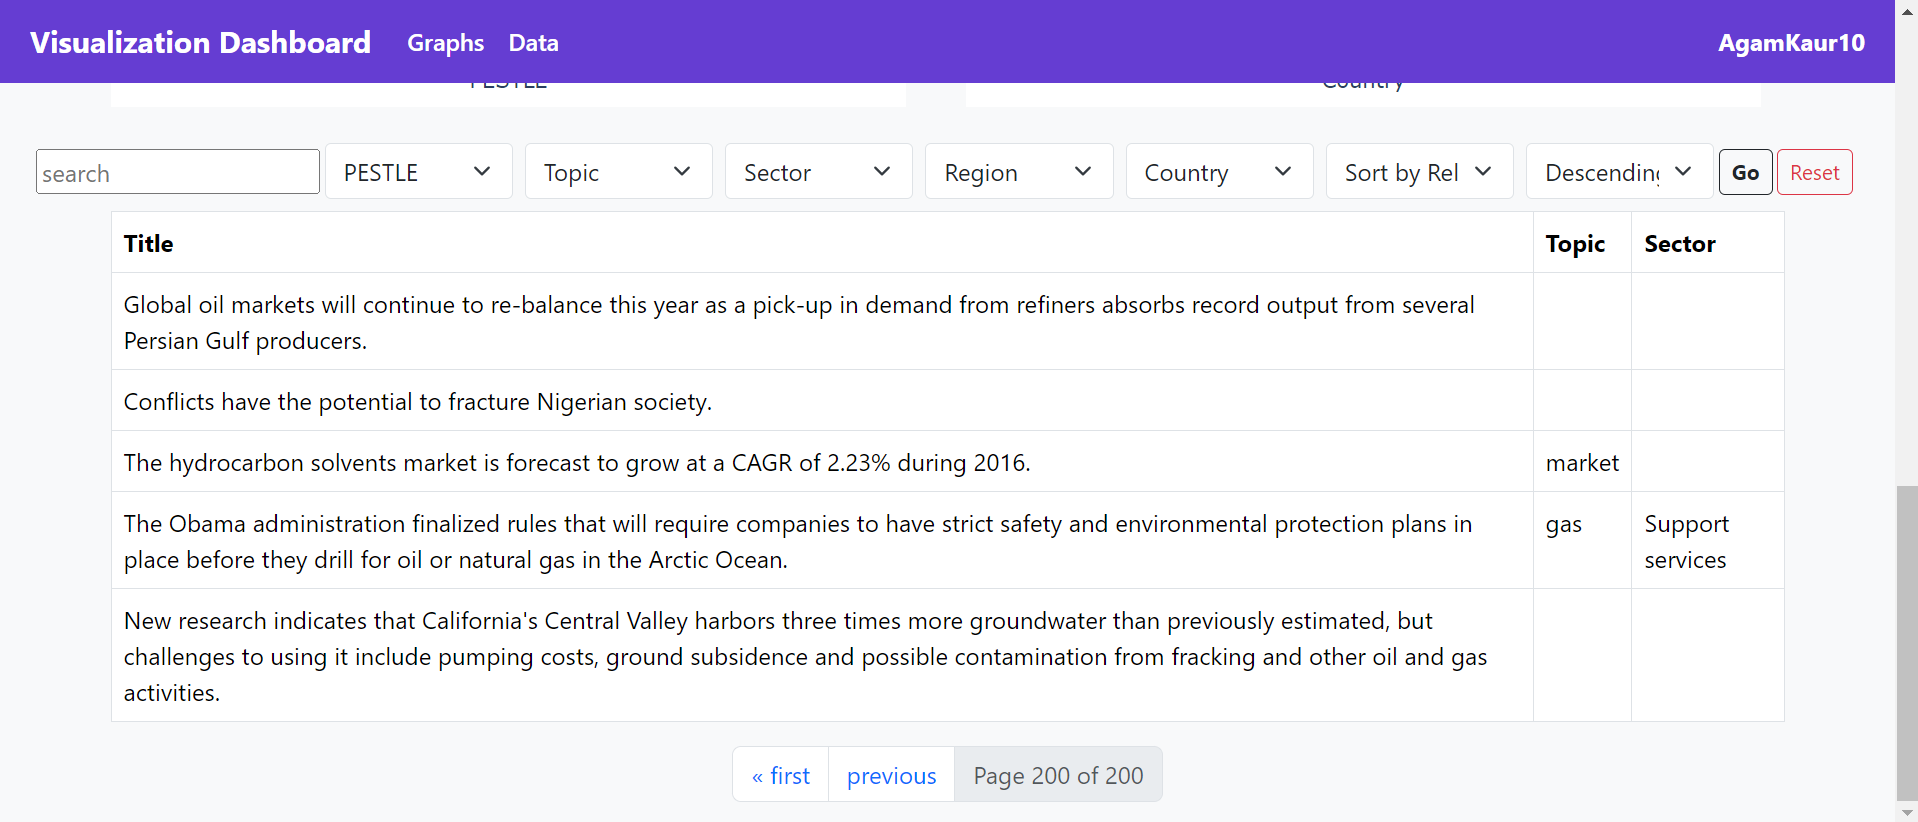 Visualization Dashboard Graphs Data AgamKaur10
PESTLE Country
search PESTLE Topic Sector Region Country Sort by Rel Descending Go Reset
Title Topic Sector
Global oil markets will continue to re-balance this year as a pick-up in demand from refiners absorbs record output from several
Persian Gulf producers.
Conflicts have the potential to fracture Nigerian society.
The hydrocarbon solvents market is forecast to grow at a CAGR of 2.23% during 2016. market
The Obama administration finalized rules that will require companies to have strict safety and environmental protection plans in gas Support
place before they drill for oil or natural gas in the Arctic Ocean. services
New research indicates that California's Central Valley harbors three times more groundwater than previously estimated, but
challenges to using it include pumping costs, ground subsidence and possible contamination from fracking and other oil and gas
activities.
« first previous Page 200 of 200